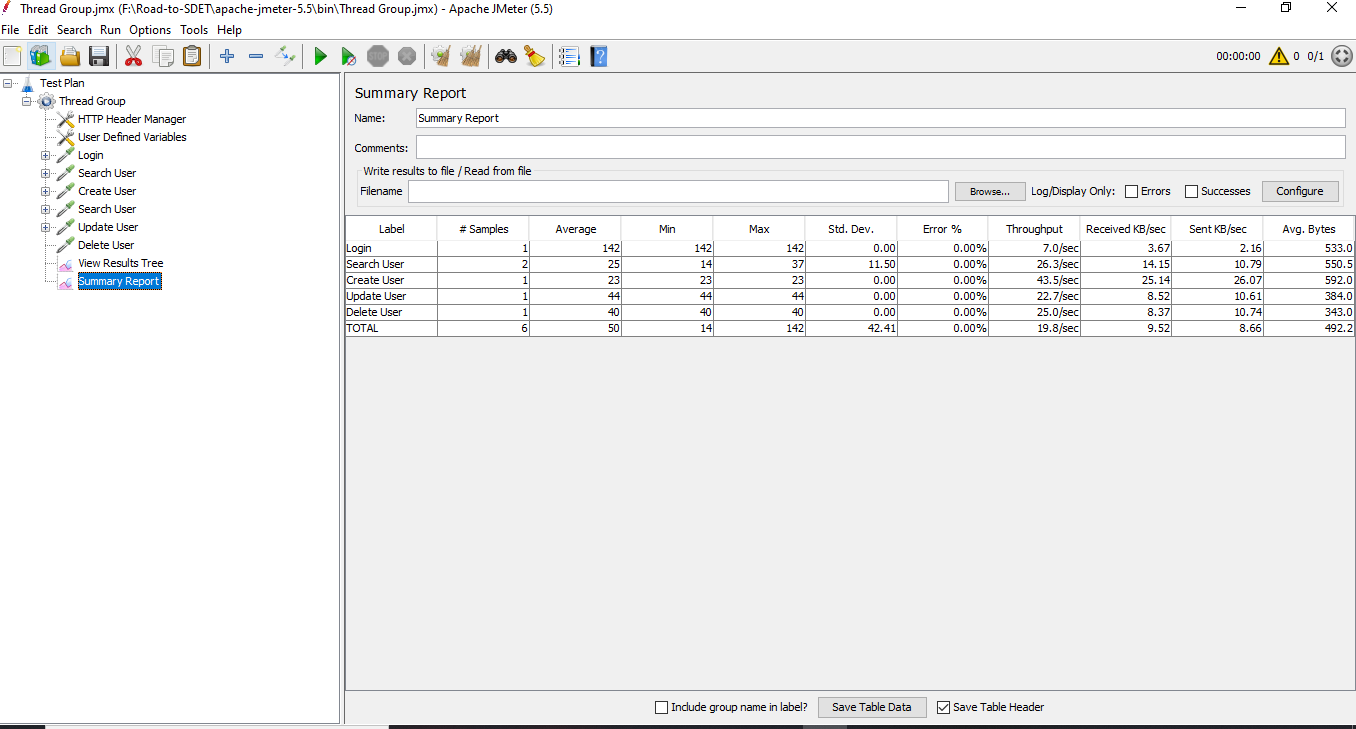 Thread Group.jmx (F:\Road-to-SDET\apache-jmeter-5.5\bin\Thread Group.jmx) - Apache JMeter (5.5)
File Edit Search Run Options Tools Help
STOP 00:00:00 0 0/1
Test Plan
Thread Group
HTTP Header Manager
User Defined Variables
Login
Search User
Create User
Search User
Update User
Delete User
View Results Tree
Summary Report
Summary Report
Name: Summary Report
Comments:
Write results to file / Read from file
Filename Browse... Log/Display Only: Errors Successes Configure
Label # Samples Average Min Max Std. Dev. Error % Throughput Received KB/sec Sent KB/sec Avg. Bytes
Login 1 142 142 142 0.00 0.00% 7.0/sec 3.67 2.16 533.0
Search User 2 25 14 37 11.50 0.00% 26.3/sec 14.15 10.79 550.5
Create User 1 23 23 23 0.00 0.00% 43.5/sec 25.14 26.07 592.0
Update User 1 44 44 44 0.00 0.00% 22.7/sec 8.52 10.61 384.0
Delete User 1 40 40 40 0.00 0.00% 25.0/sec 8.37 10.74 343.0
TOTAL 6 50 14 142 42.41 0.00% 19.8/sec 9.52 8.66 492.2
Include group name in label? Save Table Data Save Table Header